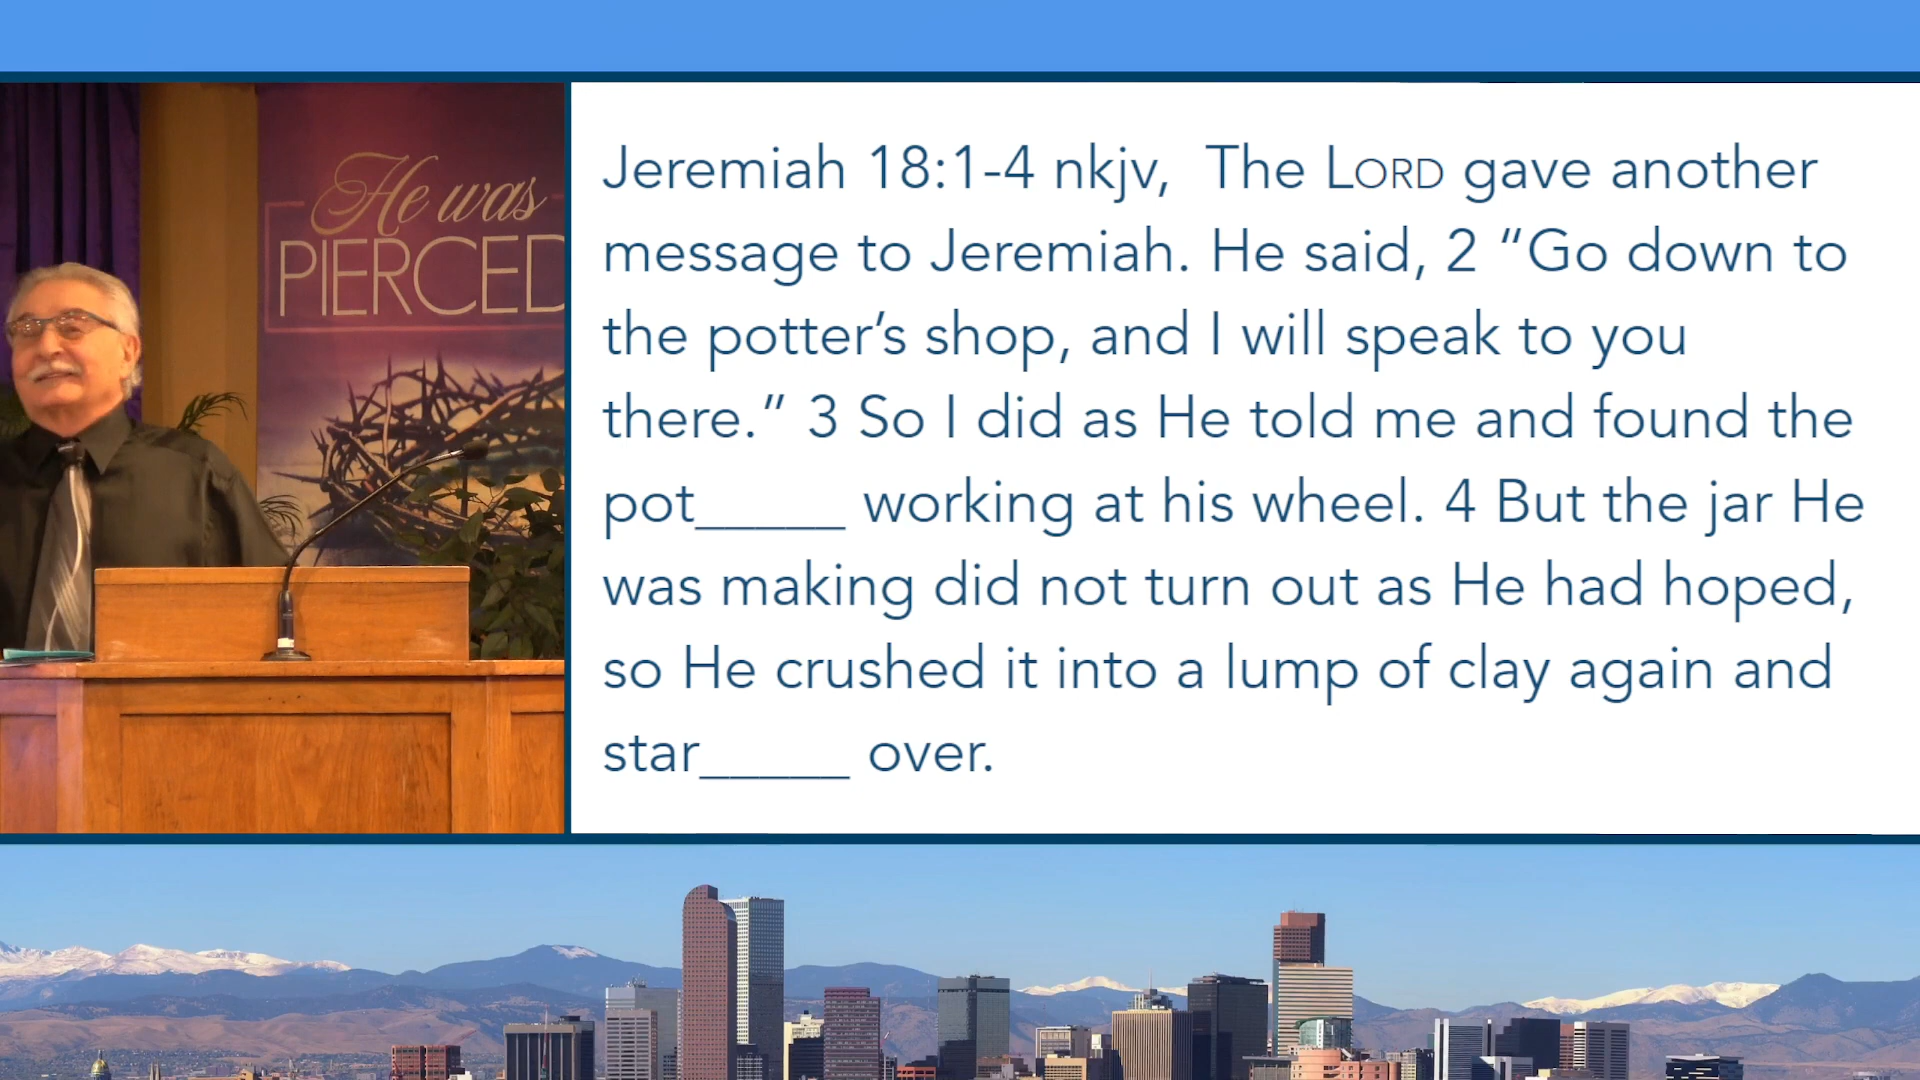 He was
PIERCED
Jeremiah 18:1-4 nkjv, The LORD gave another
message to Jeremiah. He said, 2 “Go down to
the potter’s shop, and I will speak to you
there.” 3 So I did as He told me and found the
pot_____ working at his wheel. 4 But the jar He
was making did not turn out as He had hoped,
so He crushed it into a lump of clay again and
star_____ over.